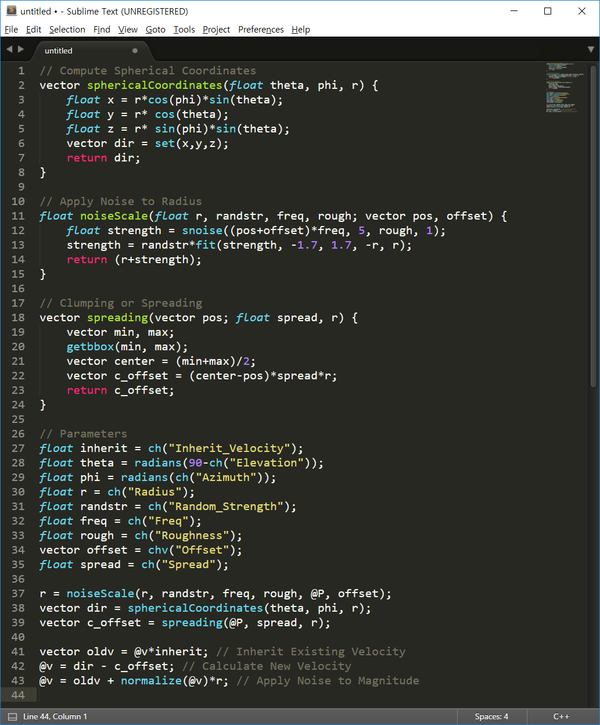 untitled • - Sublime Text (UNREGISTERED)
File Edit Selection Find View Goto Tools Project Preferences Help
untitled
1 // Compute Spherical Coordinates
2 vector sphericalCoordinates(float theta, phi, r) {
3     float x = r*cos(phi)*sin(theta);
4     float y = r* cos(theta);
5     float z = r* sin(phi)*sin(theta);
6     vector dir = set(x,y,z);
7     return dir;
8 }
9
10 // Apply Noise to Radius
11 float noiseScale(float r, randstr, freq, rough; vector pos, offset) {
12     float strength = snoise((pos+offset)*freq, 5, rough, 1);
13     strength = randstr*fit(strength, -1.7, 1.7, -r, r);
14     return (r+strength);
15 }
16
17 // Clumping or Spreading
18 vector spreading(vector pos; float spread, r) {
19     vector min, max;
20     getbbox(min, max);
21     vector center = (min+max)/2;
22     vector c_offset = (center-pos)*spread*r;
23     return c_offset;
24 }
25
26 // Parameters
27 float inherit = ch("Inherit_Velocity");
28 float theta = radians(90-ch("Elevation"));
29 float phi = radians(ch("Azimuth"));
30 float r = ch("Radius");
31 float randstr = ch("Random_Strength");
32 float freq = ch("Freq");
33 float rough = ch("Roughness");
34 vector offset = chv("Offset");
35 float spread = ch("Spread");
36
37 r = noiseScale(r, randstr, freq, rough, @P, offset);
38 vector dir = sphericalCoordinates(theta, phi, r);
39 vector c_offset = spreading(@P, spread, r);
40
41 vector oldv = @v*inherit; // Inherit Existing Velocity
42 @v = dir - c_offset; // Calculate New Velocity
43 @v = oldv + normalize(@v)*r; // Apply Noise to Magnitude
44
Line 44, Column 1 Spaces: 4 C++